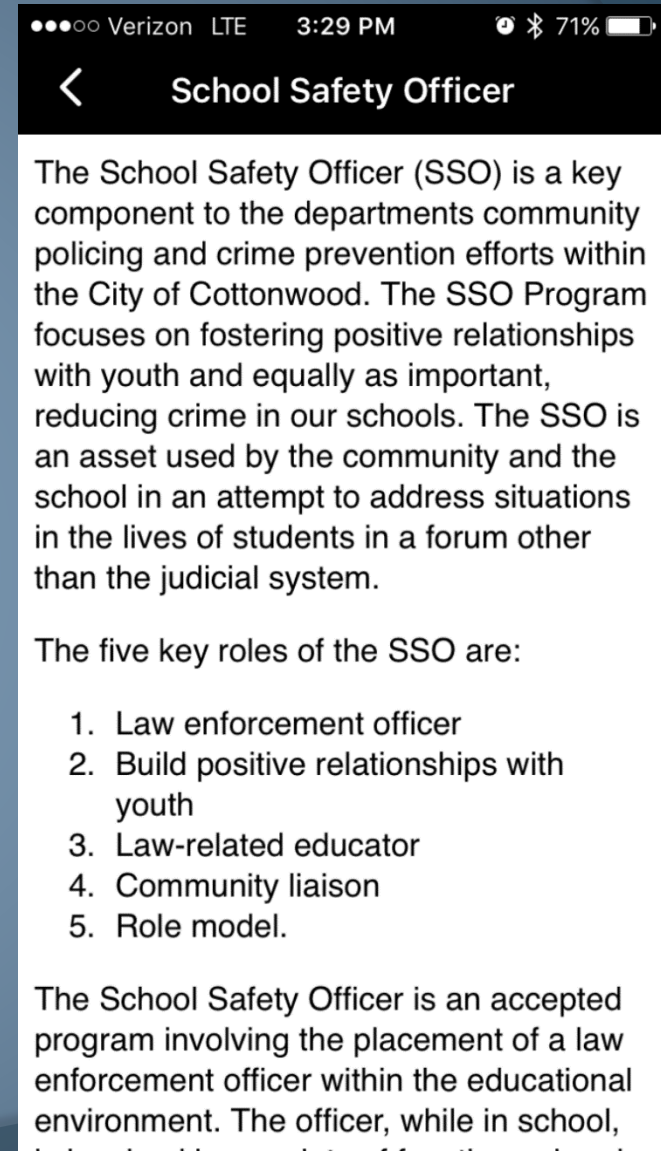 Verizon LTE 3:29 PM 71%
School Safety Officer
The School Safety Officer (SSO) is a key
component to the departments community
policing and crime prevention efforts within
the City of Cottonwood. The SSO Program
focuses on fostering positive relationships
with youth and equally as important,
reducing crime in our schools. The SSO is
an asset used by the community and the
school in an attempt to address situations
in the lives of students in a forum other
than the judicial system.
The five key roles of the SSO are:
1. Law enforcement officer
2. Build positive relationships with
youth
3. Law-related educator
4. Community liaison
5. Role model.
The School Safety Officer is an accepted
program involving the placement of a law
enforcement officer within the educational
environment. The officer, while in school,